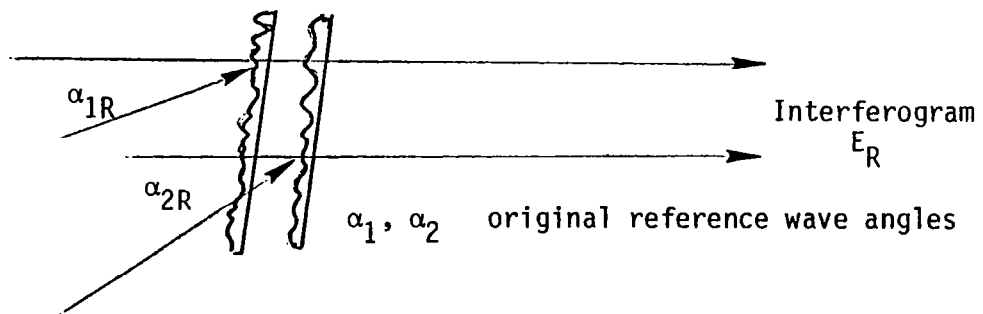 α1R
Interferogram
ER
α2R
α1, α2 original reference wave angles